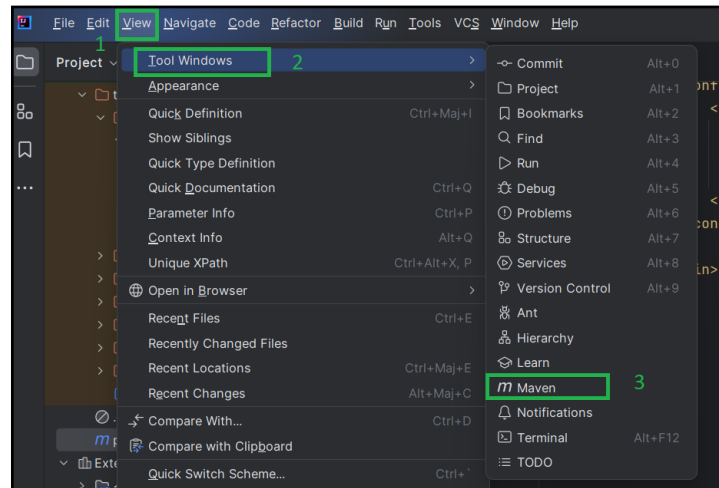 File Edit View Navigate Code Refactor Build Run Tools VCS Window Help
1
Project
Tool Windows
2
Appearance
Quick Definition Ctrl+Maj+I
Show Siblings
Quick Type Definition
Quick Documentation Ctrl+Q
Parameter Info Ctrl+P
Context Info Alt+Q
Unique XPath Ctrl+Alt+X, P
Open in Browser
Recent Files Ctrl+E
Recently Changed Files
Recent Locations Ctrl+Maj+E
Recent Changes Alt+Maj+C
Compare With... Ctrl+D
Compare with Clipboard
Quick Switch Scheme... Ctrl+`
Commit Alt+0
Project Alt+1
Bookmarks Alt+2
Find Alt+3
Run Alt+4
Debug Alt+5
Problems Alt+6
Structure Alt+7
Services Alt+8
Version Control Alt+9
Ant
Hierarchy
Learn
m Maven
3
Notifications
Terminal Alt+F12
TODO